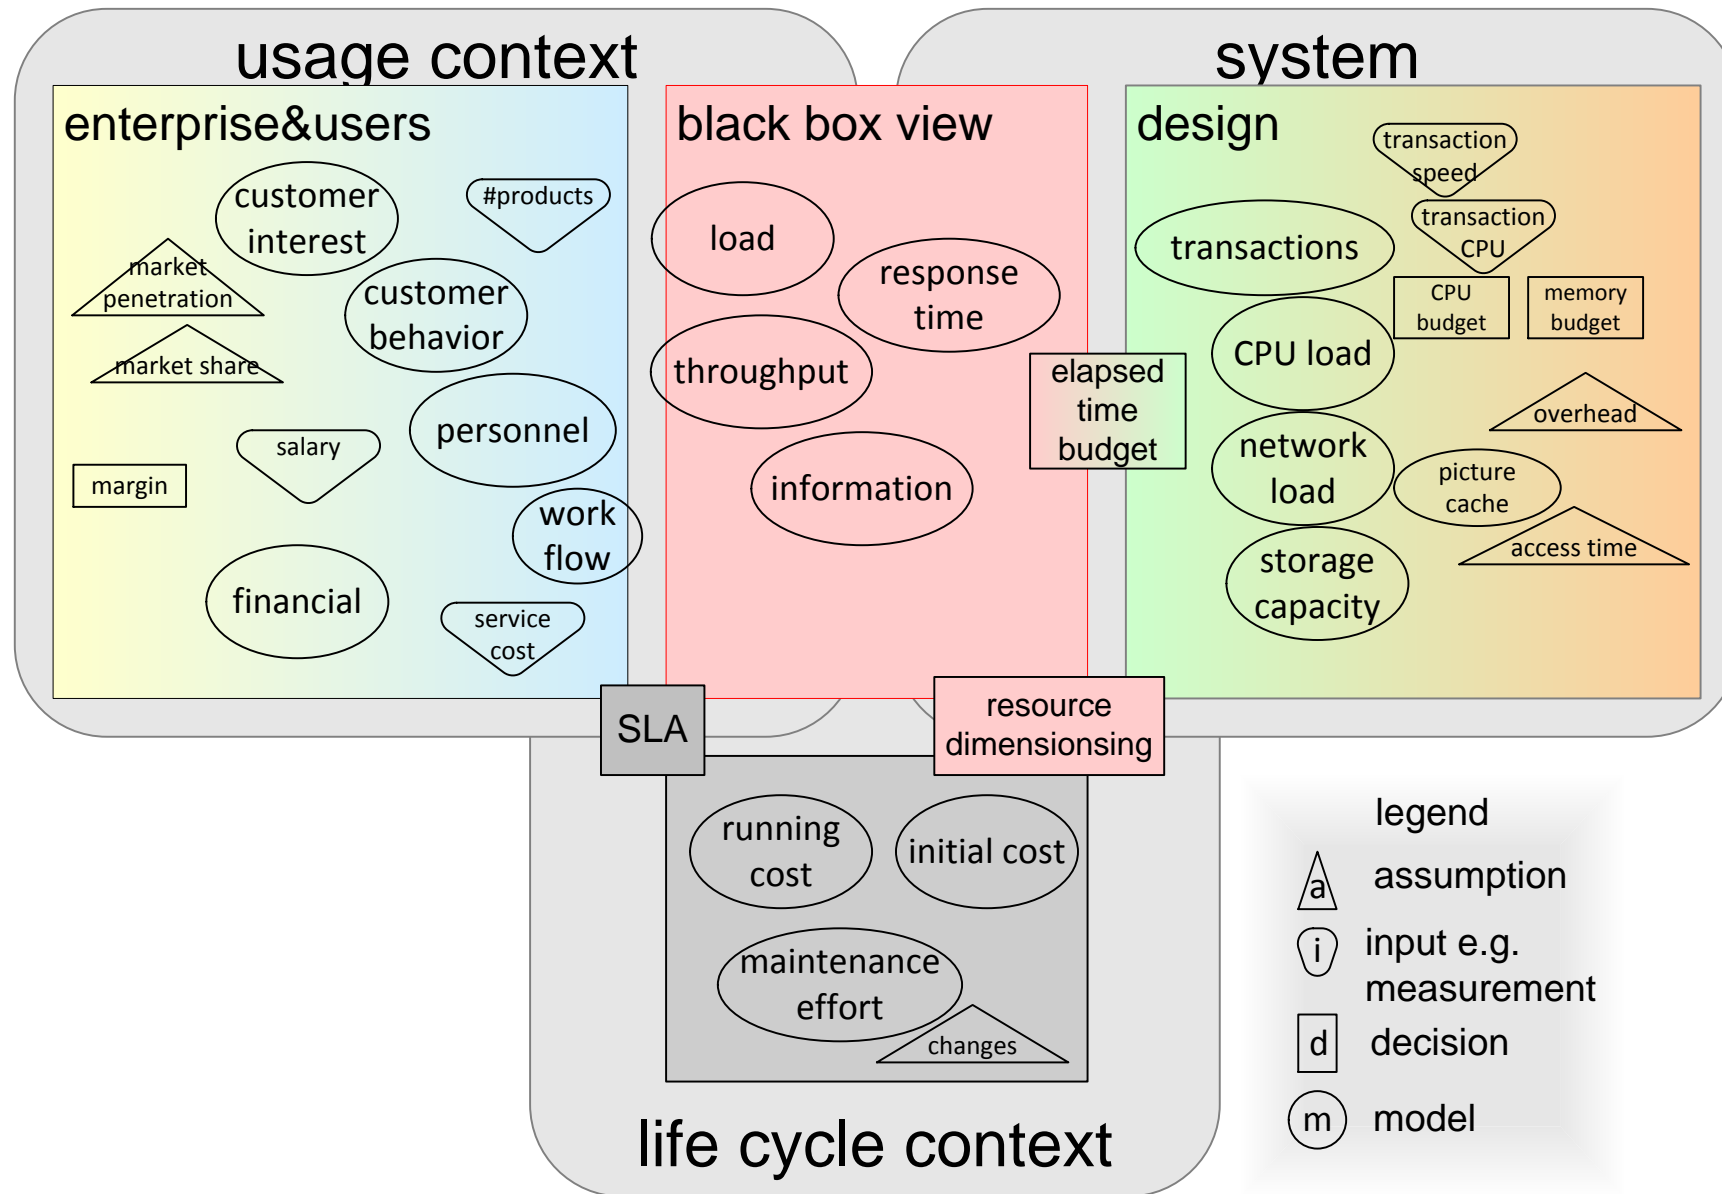 usage context
system
enterprise&users
customer
interest
#products
market
penetration
customer
behavior
market share
personnel
salary
margin
work
flow
financial
service
cost
black box view
load
response
time
throughput
information
elapsed
time
budget
design
transaction
speed
transactions
transaction
CPU
CPU
budget
memory
budget
CPU load
overhead
network
load
picture
cache
access time
storage
capacity
SLA
resource
dimensionsing
running
cost
initial cost
maintenance
effort
changes
life cycle context
legend
a assumption
i input e.g.
measurement
d decision
m model